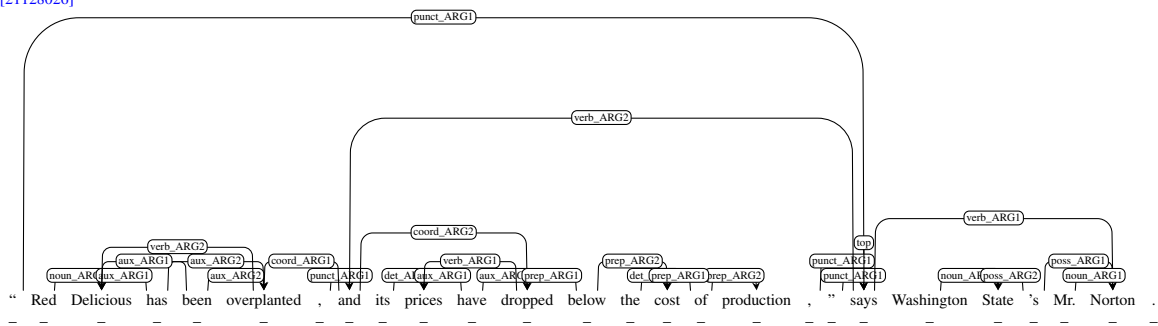 [21128026]
punct_ARG1
verb_ARG2
coord_ARG2 verb_ARG1
verb_ARG2 top
aux_ARG1 aux_ARG2 coord_ARG1 verb_ARG1 prep_ARG2 punct_ARG1 poss_ARG1
aux_ARG1 aux_ARG2 punct_ARG1 aux_ARG1 prep_ARG1 prep_ARG1 prep_ARG2 punct_ARG1 poss_ARG2 noun_ARG1
“ Red Delicious has been overplanted , and its prices have dropped below the cost of production , ” says Washington State 's Mr. Norton .